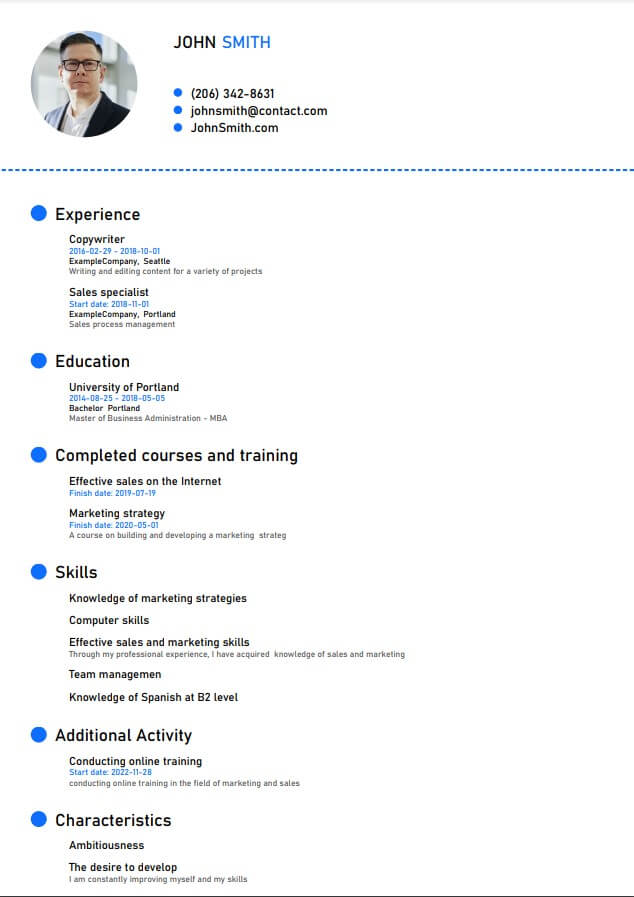 JOHN SMITH
(206) 342-8631
johnsmith@contact.com
JohnSmith.com
Experience
Copywriter
2016-02-29 - 2018-10-01
ExampleCompany, Seattle
Writing and editing content for a variety of projects
Sales specialist
Start date: 2018-11-01
ExampleCompany, Portland
Sales process management
Education
University of Portland
2014-08-25 - 2018-05-05
Bachelor Portland
Master of Business Administration - MBA
Completed courses and training
Effective sales on the Internet
Finish date: 2019-07-19
Marketing strategy
Finish date: 2020-05-01
A course on building and developing a marketing strateg
Skills
Knowledge of marketing strategies
Computer skills
Effective sales and marketing skills
Through my professional experience, I have acquired knowledge of sales and marketing
Team managemen
Knowledge of Spanish at B2 level
Additional Activity
Conducting online training
Start date: 2022-11-28
conducting online training in the field of marketing and sales
Characteristics
Ambitiousness
The desire to develop
I am constantly improving myself and my skills